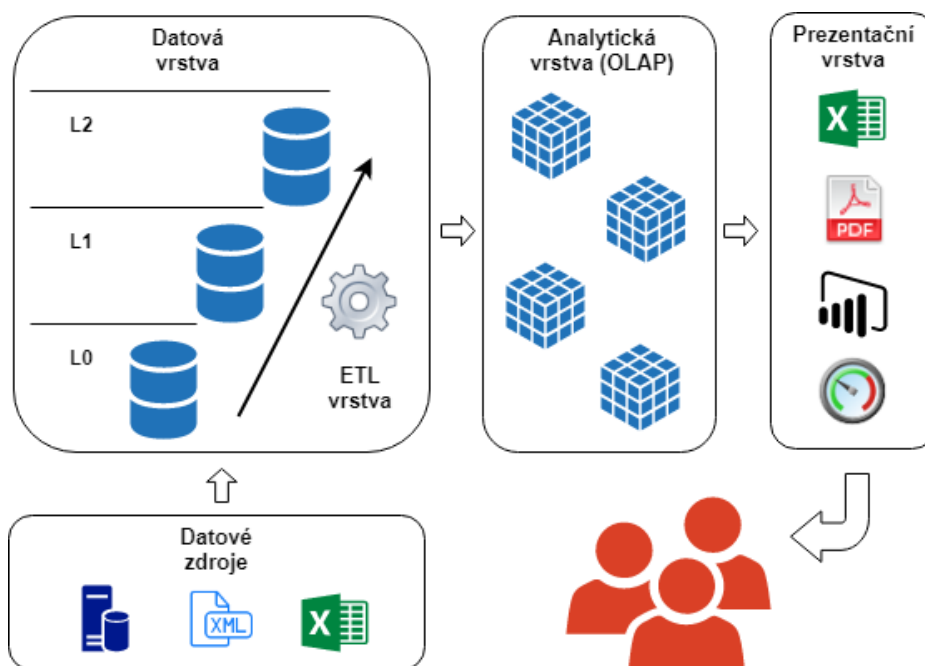 Datová
vrstva
L2
L1
L0
ETL
vrstva
Analytická
vrstva (OLAP)
Prezentační
vrstva
X
PDF
Datové
zdroje
XML
X